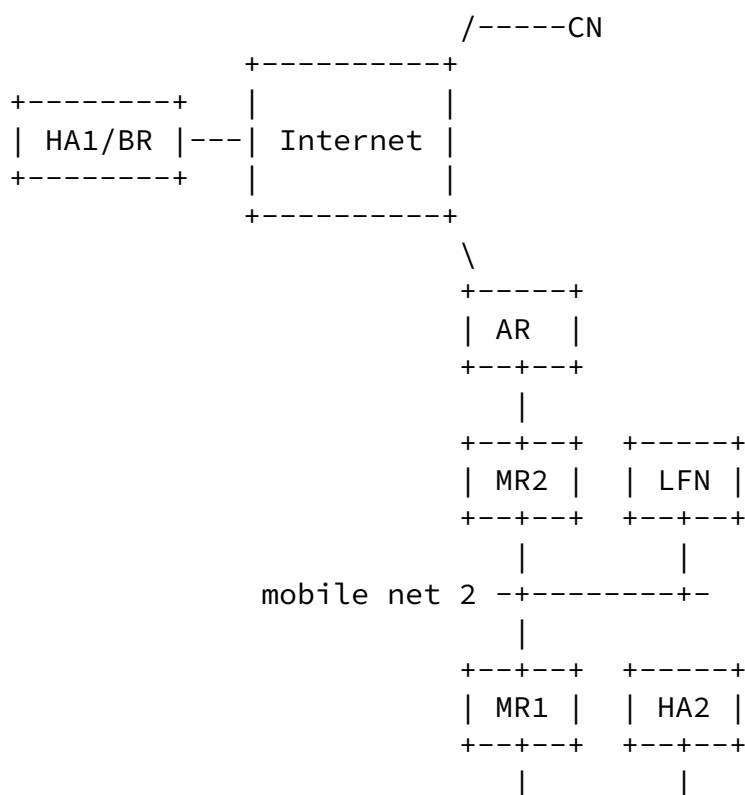 /-----CN
+----------+
+--------+ | |
| HA1/BR |---| Internet |
+--------+ | |
+----------+
\
+-----+
| AR |
+--+--+
|
+--+--+ +-----+
| MR2 | | LFN |
+--+--+ +--+--+
| |
mobile net 2 -+--------+-
|
+--+--+ +-----+
| MR1 | | HA2 |
+--+--+ +--+--+
| |